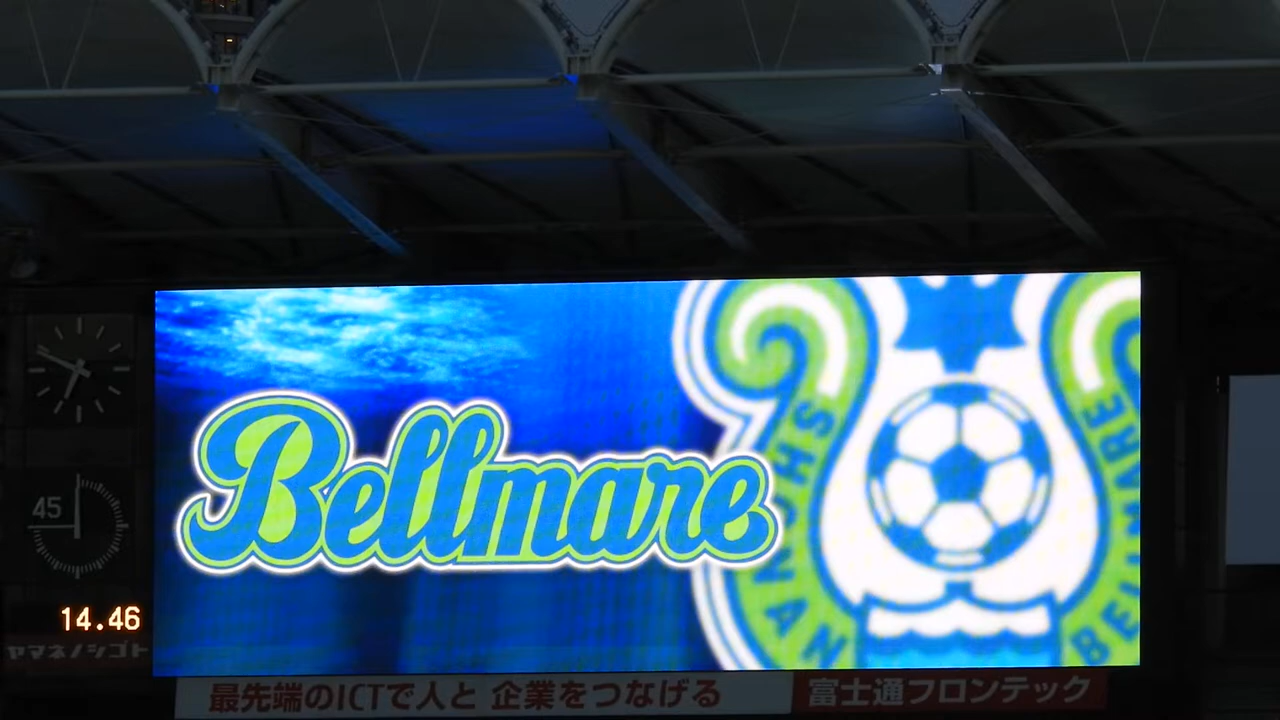 Bellmare
SHONAN
BELLMARE
45
14.46
ヤマネノシゴト
最先端のICTで人と 企業をつなげる
富士通フロンテック